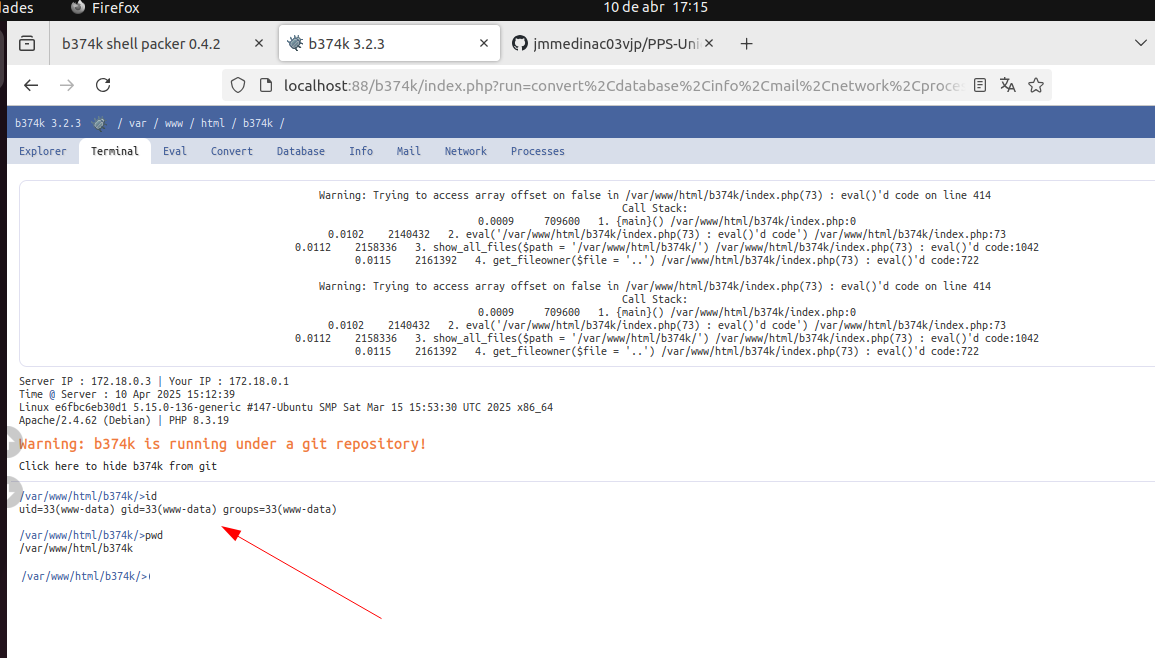 ades Firefox 10 de abr 17:15
b374k shell packer 0.4.2 b374k 3.2.3 jmmedinac03vjp/PPS-Uni
localhost:88/b374k/index.php?run=convert%2Cdatabase%2Cinfo%2Cmail%2Cnetwork%2Cproces
b374k 3.2.3 / var / www / html / b374k /
Explorer Terminal Eval Convert Database Info Mail Network Processes
Warning: Trying to access array offset on false in /var/www/html/b374k/index.php(73) : eval()'d code on line 414
Call Stack:
0.0009 709600 1. {main}() /var/www/html/b374k/index.php:0
0.0102 2140432 2. eval('/var/www/html/b374k/index.php(73) : eval()'d code') /var/www/html/b374k/index.php:73
0.0112 2158336 3. show_all_files($path = '/var/www/html/b374k/') /var/www/html/b374k/index.php(73) : eval()'d code:1042
0.0115 2161392 4. get_fileowner($file = '..') /var/www/html/b374k/index.php(73) : eval()'d code:722
Warning: Trying to access array offset on false in /var/www/html/b374k/index.php(73) : eval()'d code on line 414
Call Stack:
0.0009 709600 1. {main}() /var/www/html/b374k/index.php:0
0.0102 2140432 2. eval('/var/www/html/b374k/index.php(73) : eval()'d code') /var/www/html/b374k/index.php:73
0.0112 2158336 3. show_all_files($path = '/var/www/html/b374k/') /var/www/html/b374k/index.php(73) : eval()'d code:1042
0.0115 2161392 4. get_fileowner($file = '..') /var/www/html/b374k/index.php(73) : eval()'d code:722
Server IP : 172.18.0.3 | Your IP : 172.18.0.1
Time @ Server : 10 Apr 2025 15:12:39
Linux e6fbc6eb30d1 5.15.0-136-generic #147-Ubuntu SMP Sat Mar 15 15:53:30 UTC 2025 x86_64
Apache/2.4.62 (Debian) | PHP 8.3.19
Warning: b374k is running under a git repository!
Click here to hide b374k from git
/var/www/html/b374k/>id
uid=33(www-data) gid=33(www-data) groups=33(www-data)
/var/www/html/b374k/>pwd
/var/www/html/b374k
/var/www/html/b374k/>